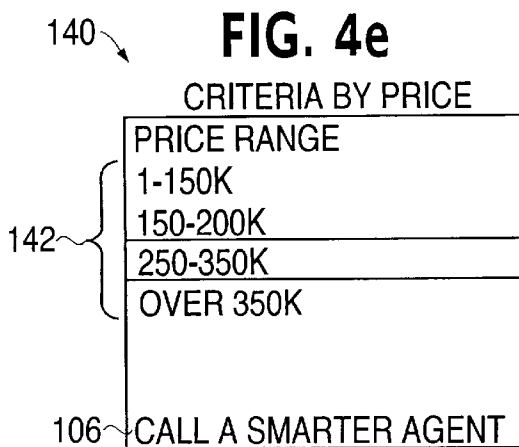 FIG. 4e
140
CRITERIA BY PRICE
PRICE RANGE
1-150K
150-200K
142
250-350K
OVER 350K
106 CALL A SMARTER AGENT